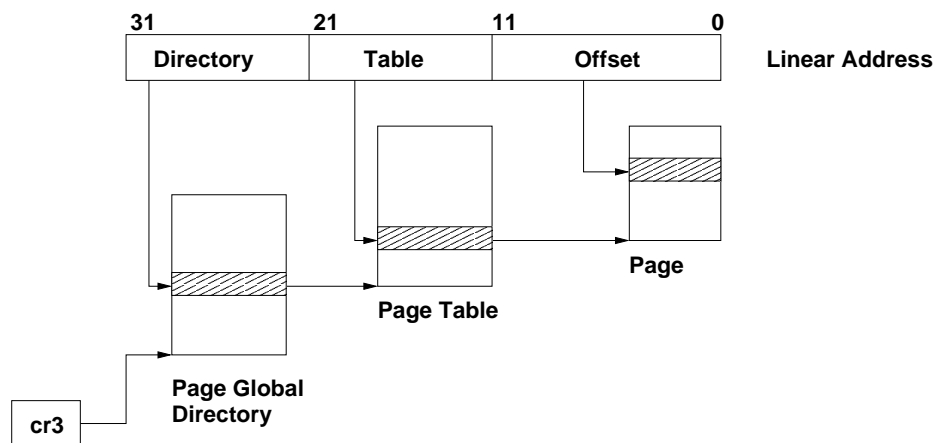 31 21 11 0
Directory Table Offset Linear Address
Page
Page Table
Page Global
Directory
cr3